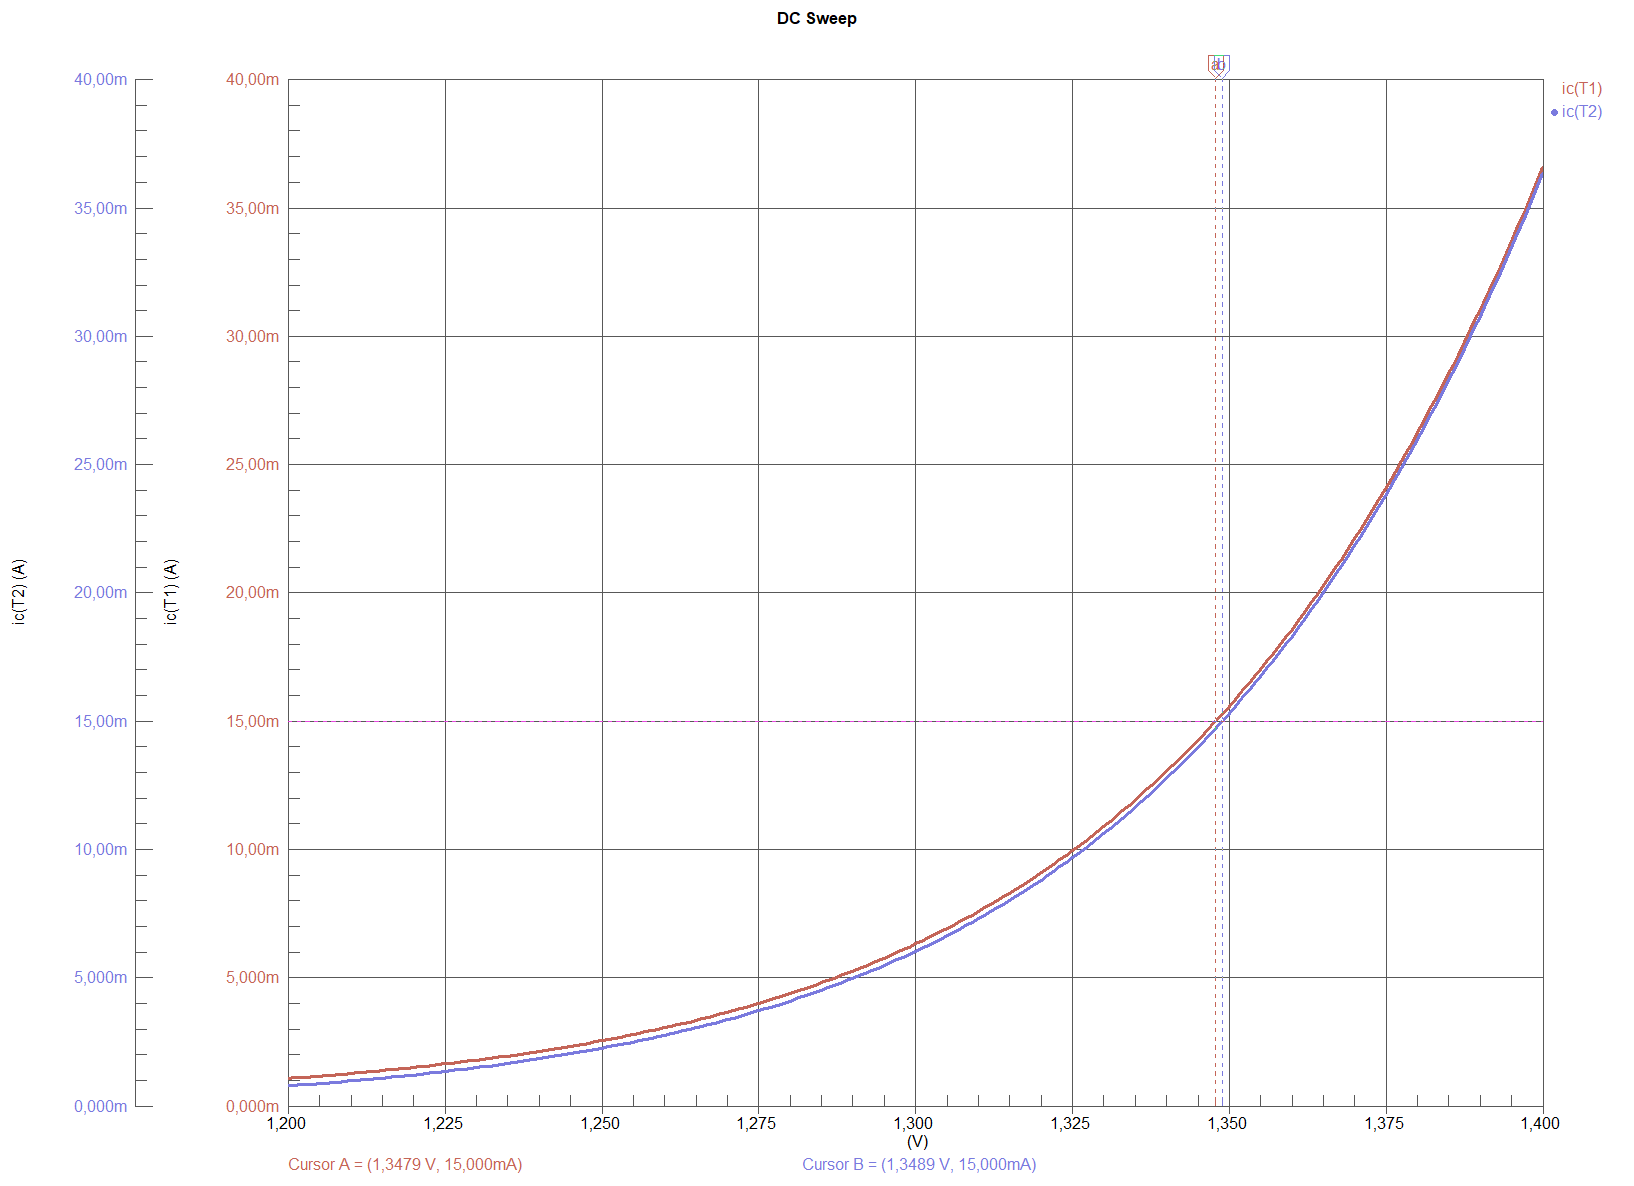 DC Sweep
a b
40,00m
40,00m
ic(T1)
ic(T2)
35,00m
35,00m
30,00m
30,00m
25,00m
25,00m
ic(T2) (A)
ic(T1) (A)
20,00m
20,00m
15,00m
15,00m
10,00m
10,00m
5,000m
5,000m
0,000m
0,000m
1,200 1,225 1,250 1,275 1,300 1,325 1,350 1,375 1,400
(V)
Cursor A = (1,3479 V, 15,000mA) Cursor B = (1,3489 V, 15,000mA)